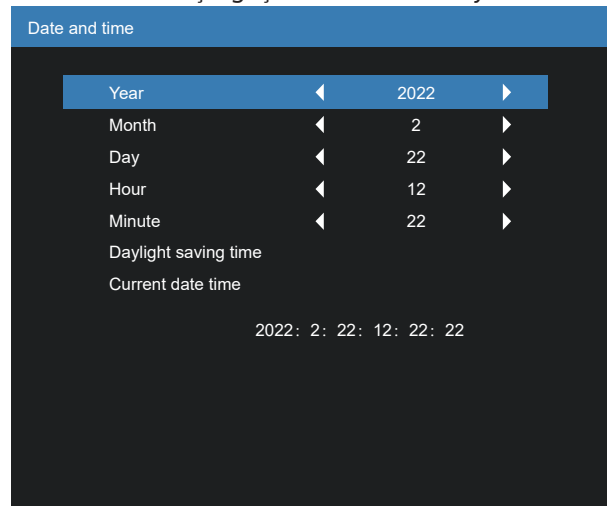 Date and time
Year 2022
Month 2
Day 22
Hour 12
Minute 22
Daylight saving time
Current date time
2022: 2: 22: 12: 22: 22